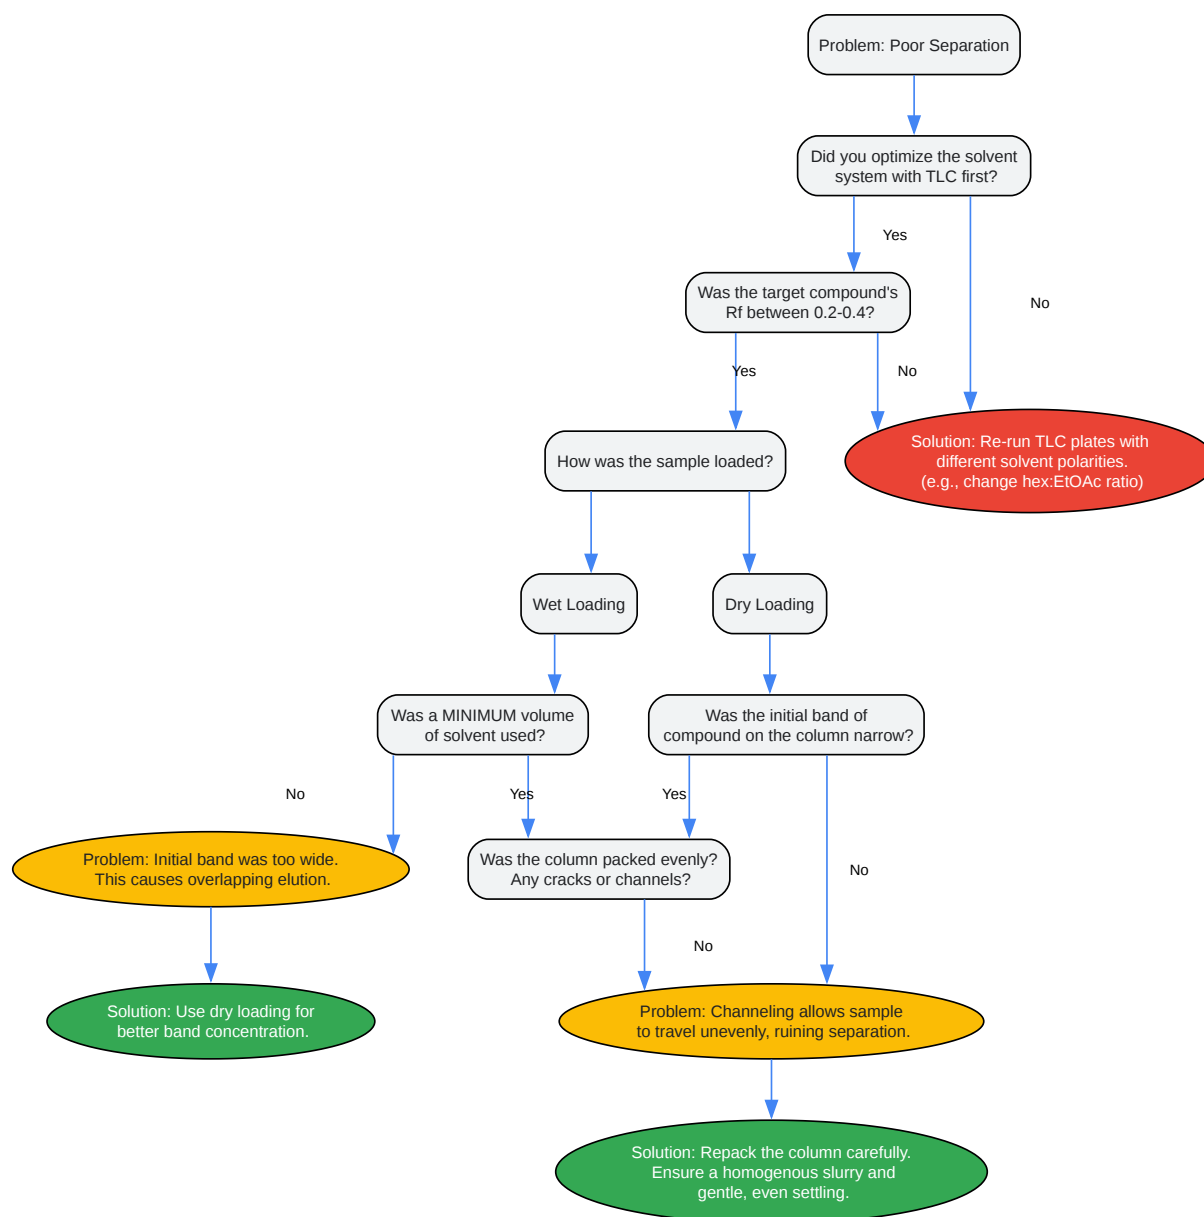 Problem: Poor Separation
Did you optimize the solvent
system with TLC first?
Yes
Was the target compound's
Rf between 0.2-0.4?
No
Yes
No
Solution: Re-run TLC plates with
different solvent polarities.
(e.g., change hex:EtOAc ratio)
How was the sample loaded?
Wet Loading
Dry Loading
Was a MINIMUM volume
of solvent used?
Was the initial band of
compound on the column narrow?
No
Yes
Yes
Problem: Initial band was too wide.
This causes overlapping elution.
Was the column packed evenly?
Any cracks or channels?
No
No
Solution: Use dry loading for
better band concentration.
Problem: Channeling allows sample
to travel unevenly, ruining separation.
Solution: Repack the column carefully.
Ensure a homogenous slurry and
gentle, even settling.